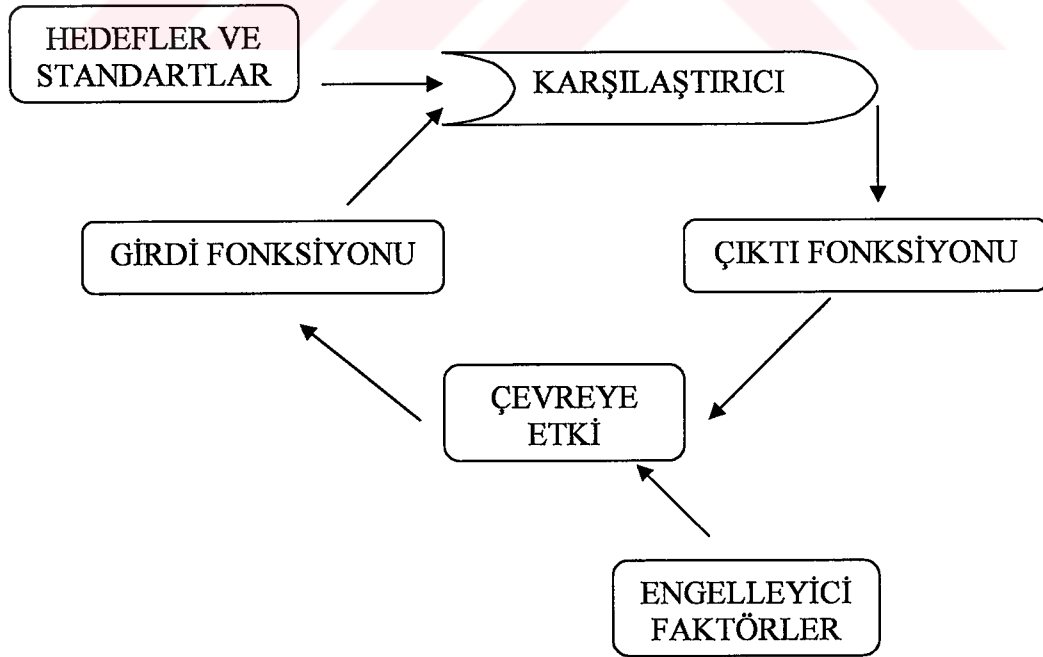 HEDEFLER VE
STANDARTLAR
KARŞILAŞTIRICI
GİRDİ FONKSİYONU
ÇIKTI FONKSİYONU
ÇEVREYE
ETKİ
ENGELLEYİCİ
FAKTÖRLER